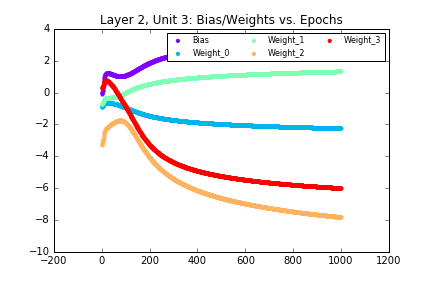 Layer 2, Unit 3: Bias/Weights vs. Epochs
Bias Weight_1 Weight_3
Weight_0 Weight_2
4
2
0
−2
−4
−6
−8
−10
−200 0 200 400 600 800 1000 1200